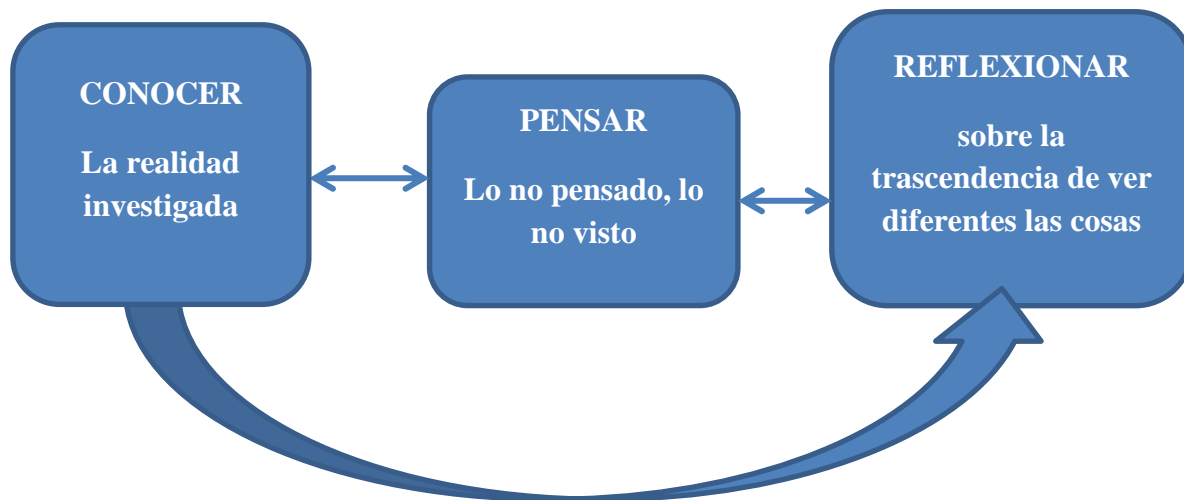 CONOCER
La realidad
investigada
PENSAR
Lo no pensado, lo
no visto
REFLEXIONAR
sobre la
trascendencia de ver
diferentes las cosas